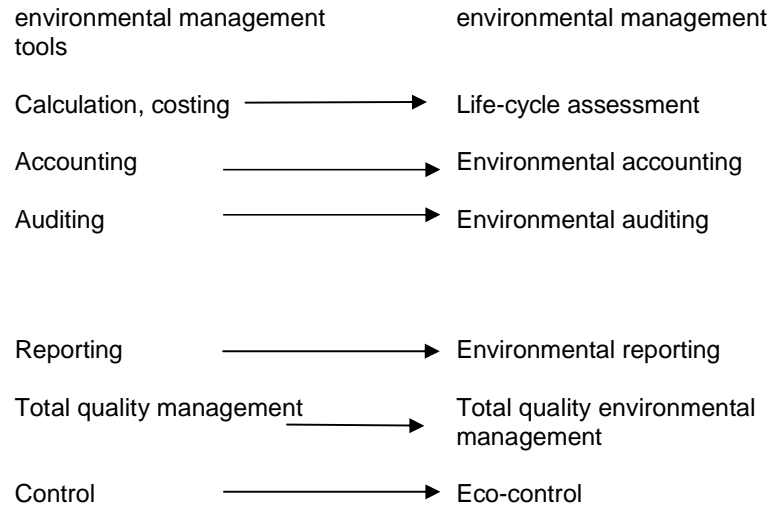 environmental management environmental management
tools
Calculation, costing Life-cycle assessment
Accounting Environmental accounting
Auditing Environmental auditing
Reporting Environmental reporting
Total quality management Total quality environmental
management
Control Eco-control